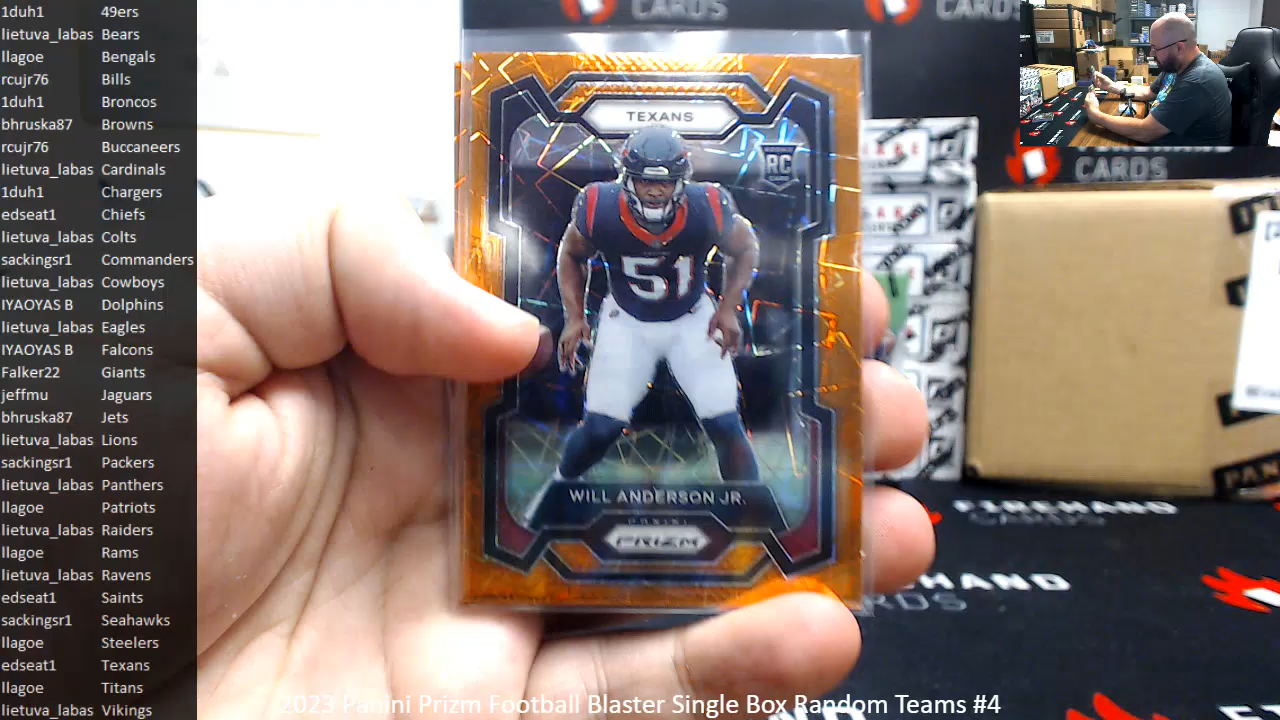 1duh1 49ers
lietuva_labas Bears
llagoe Bengals
rcujr76 Bills
1duh1 Broncos
bhruska87 Browns
rcujr76 Buccaneers
lietuva_labas Cardinals
1duh1 Chargers
edseat1 Chiefs
lietuva_labas Colts
sackingsr1 Commanders
lietuva_labas Cowboys
IYAOYAS B Dolphins
lietuva_labas Eagles
IYAOYAS B Falcons
Falker22 Giants
jeffmu Jaguars
bhruska87 Jets
lietuva_labas Lions
sackingsr1 Packers
lietuva_labas Panthers
llagoe Patriots
lietuva_labas Raiders
llagoe Rams
lietuva_labas Ravens
edseat1 Saints
sackingsr1 Seahawks
llagoe Steelers
edseat1 Texans
llagoe Titans
lietuva_labas Vikings
CARDS
CARDS
TEXANS
RC
51
WILL ANDERSON JR.
PANINI
PRIZM
CARDS
FIREHAND
CARDS
FIREHAND
CARDS
2023 Panini Prizm Football Blaster Single Box Random Teams #4